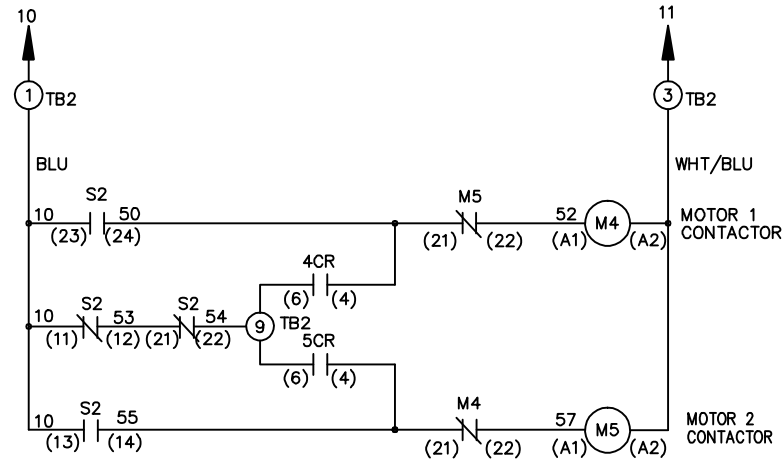 10
11
1 TB2
3 TB2
BLU
WHT/BLU
S2
M5
10 50 52 M4 MOTOR 1
CONTACTOR
(23) (24) (21) (22) (A1) (A2)
4CR
(6) (4)
S2 S2
10 53 54 9 TB2
(11) (12) (21) (22)
5CR
(6) (4)
S2
M4
10 55 57 M5 MOTOR 2
CONTACTOR
(13) (14) (21) (22) (A1) (A2)